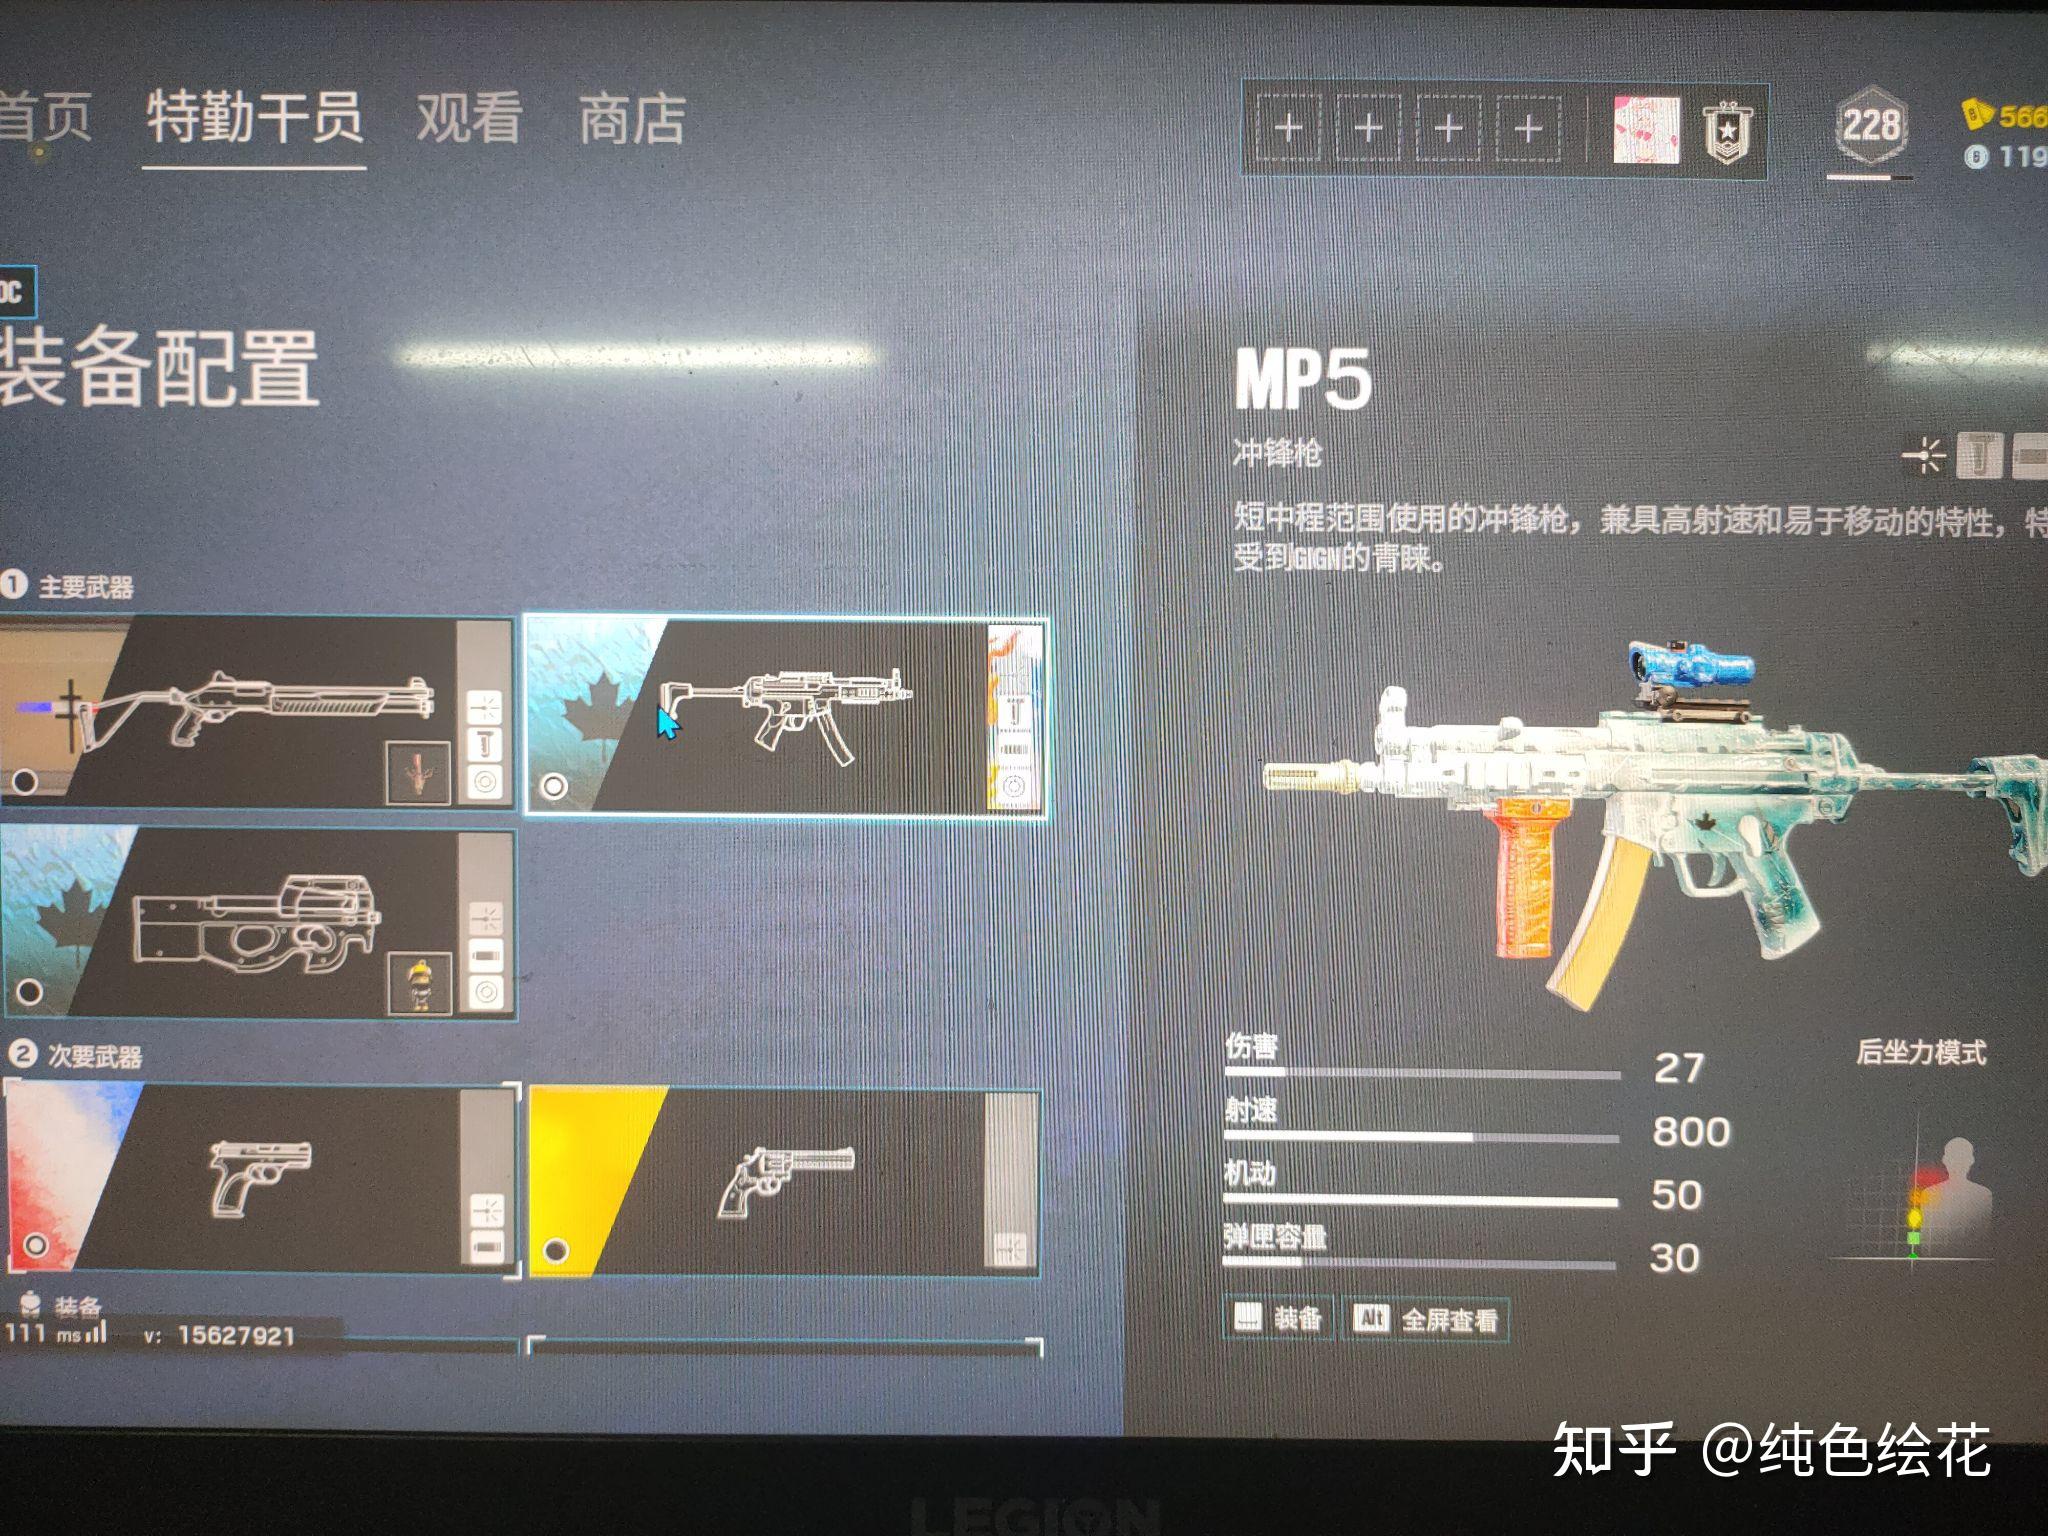 首页 特勤干员 观看 商店
228
566
119
OC
装备配置
MP5
冲锋枪
短中程范围使用的冲锋枪，兼具高射速和易于移动的特性，特
受到GIGN的青睐。
1 主要武器
2 次要武器
伤害 27
射速 800
机动 50
弹匣容量 30
后坐力模式
装备
Alt 全屏查看
装备
111 ms v: 15627921
知乎 @纯色绘花
LEGION